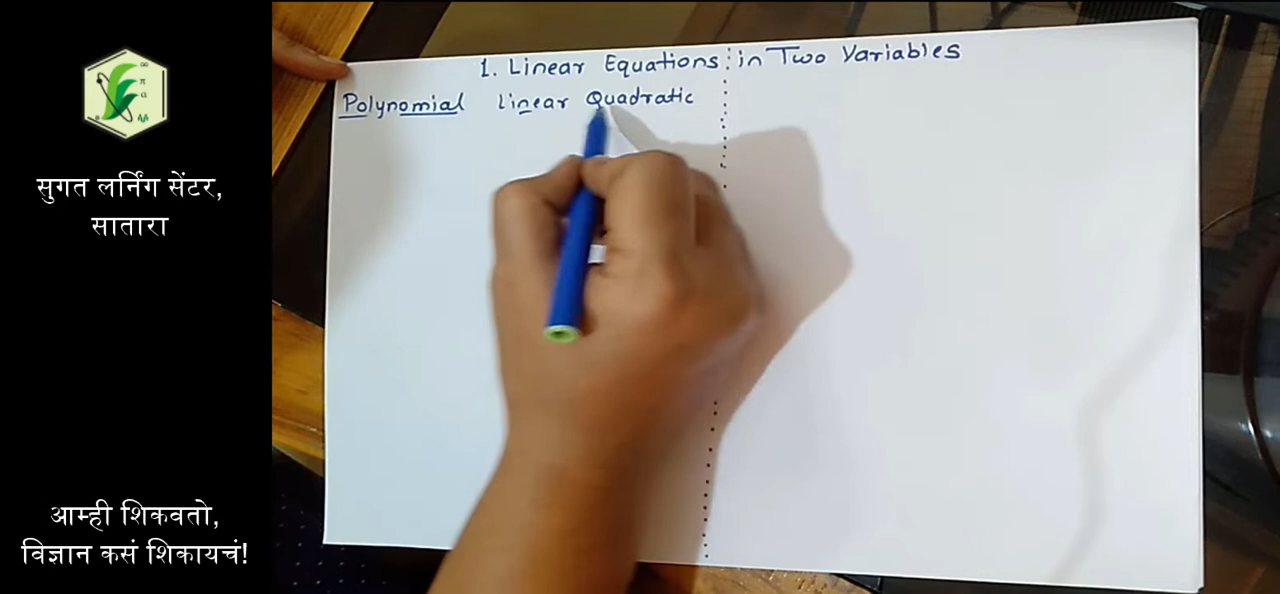 सुगत लर्निंग सेंटर,
सातारा
आम्ही शिकवतो,
विज्ञान कसं शिकायचं!
1. Linear Equations in Two Variables
Polynomial linear Quadratic